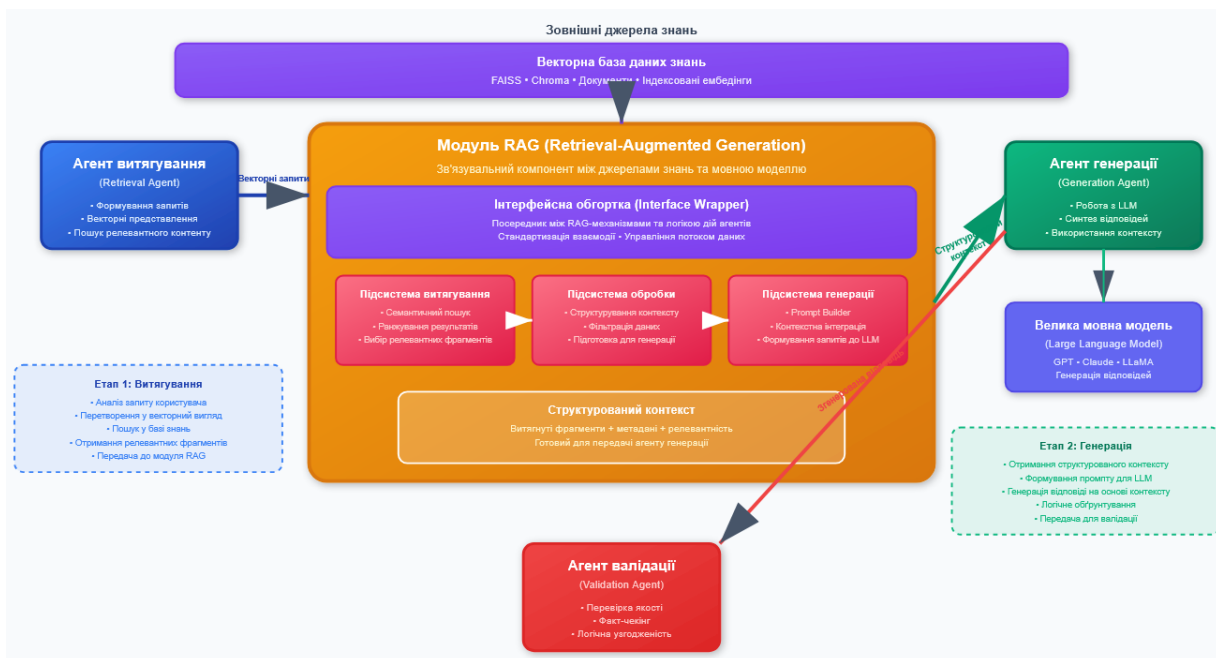 Зовнішні джерела знань
Векторна база даних знань
FAISS • Chroma • Документи • Індексовані ембедінги
Модуль RAG (Retrieval-Augmented Generation)
Зв'язувальний компонент між джерелами знань та мовною моделлю
Агент витягування
(Retrieval Agent)
• Формування запитів
• Векторні представлення
• Пошук релевантного контенту
Векторні запити
Інтерфейсна обгортка (Interface Wrapper)
Посередник між RAG-механізмами та логікою дій агентів
Стандартизація взаємодії • Управління потоком даних
Підсистема витягування
• Семантичний пошук
• Ранжування результатів
• Вибір релевантних фрагментів
Підсистема обробки
• Структурування контексту
• Фільтрація даних
• Підготовка для генерації
Підсистема генерації
• Prompt Builder
• Контекстна інтеграція
• Формування запитів до LLM
Структурований контекст
Витягнуті фрагменти + метадані + релевантність
Готовий для передачі агенту генерації
контекст
Агент генерації
(Generation Agent)
• Робота з LLM
• Синтез відповідей
• Використання контексту
Велика мовна модель
(Large Language Model)
GPT • Claude • LLaMA
Генерація відповідей
Етап 1: Витягування
• Аналіз запиту користувача
• Перетворення у векторний вигляд
• Пошук у базі знань
• Отримання релевантних фрагментів
• Передача до модуля RAG
Етап 2: Генерація
• Отримання структурованого контексту
• Формування промпту для LLM
• Генерація відповіді на основі контексту
• Логічне обґрунтування
• Передача для валідації
Агент валідації
(Validation Agent)
• Перевірка якості
• Факт-чекінг
• Логічна узгодженість